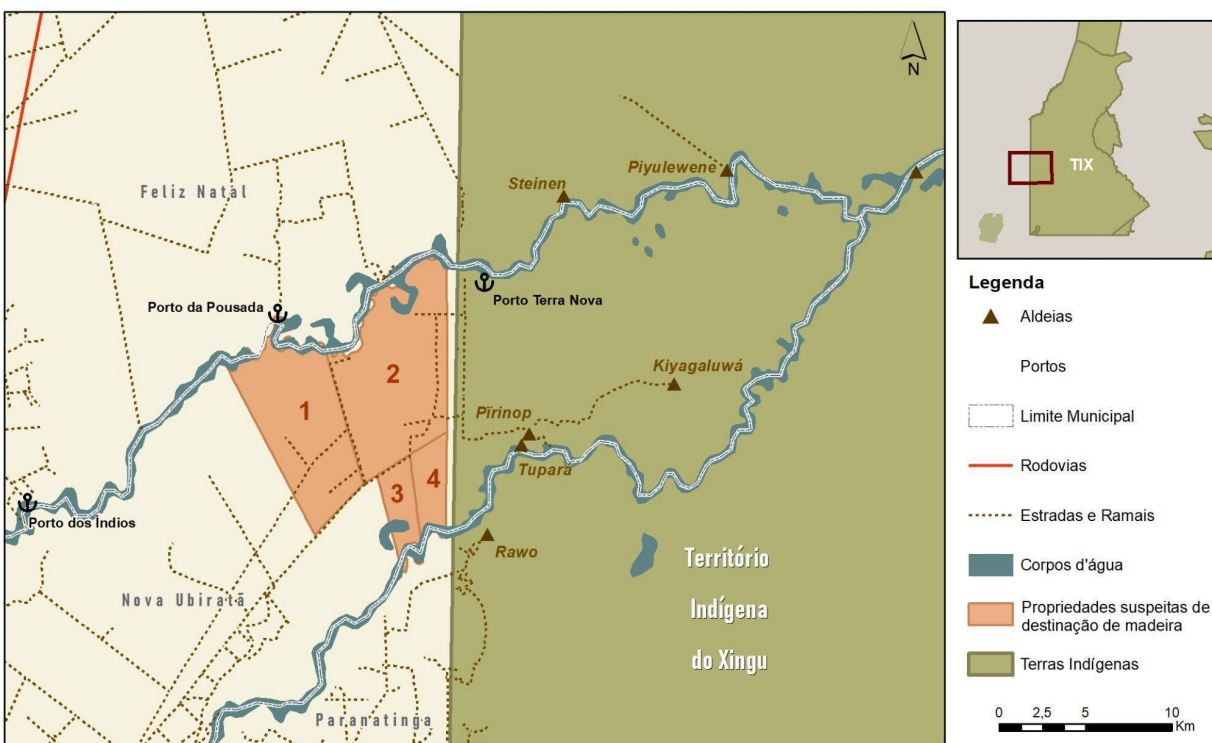 N
Feliz Natal
Steinen
Piyulewene
Porto da Pousada
Porto Terra Nova
1
2
Kiyagaluwá
Pïrinop
Tupara
3
4
Porto dos Índios
Rawo
Nova Ubiratã
Paranatinga
Território
Indígena
do Xingu
TIX
Legenda
Aldeias
Portos
Limite Municipal
Rodovias
Estradas e Ramais
Corpos d'água
Propriedades suspeitas de
destinação de madeira
Terras Indígenas
0 2,5 5 10
Km